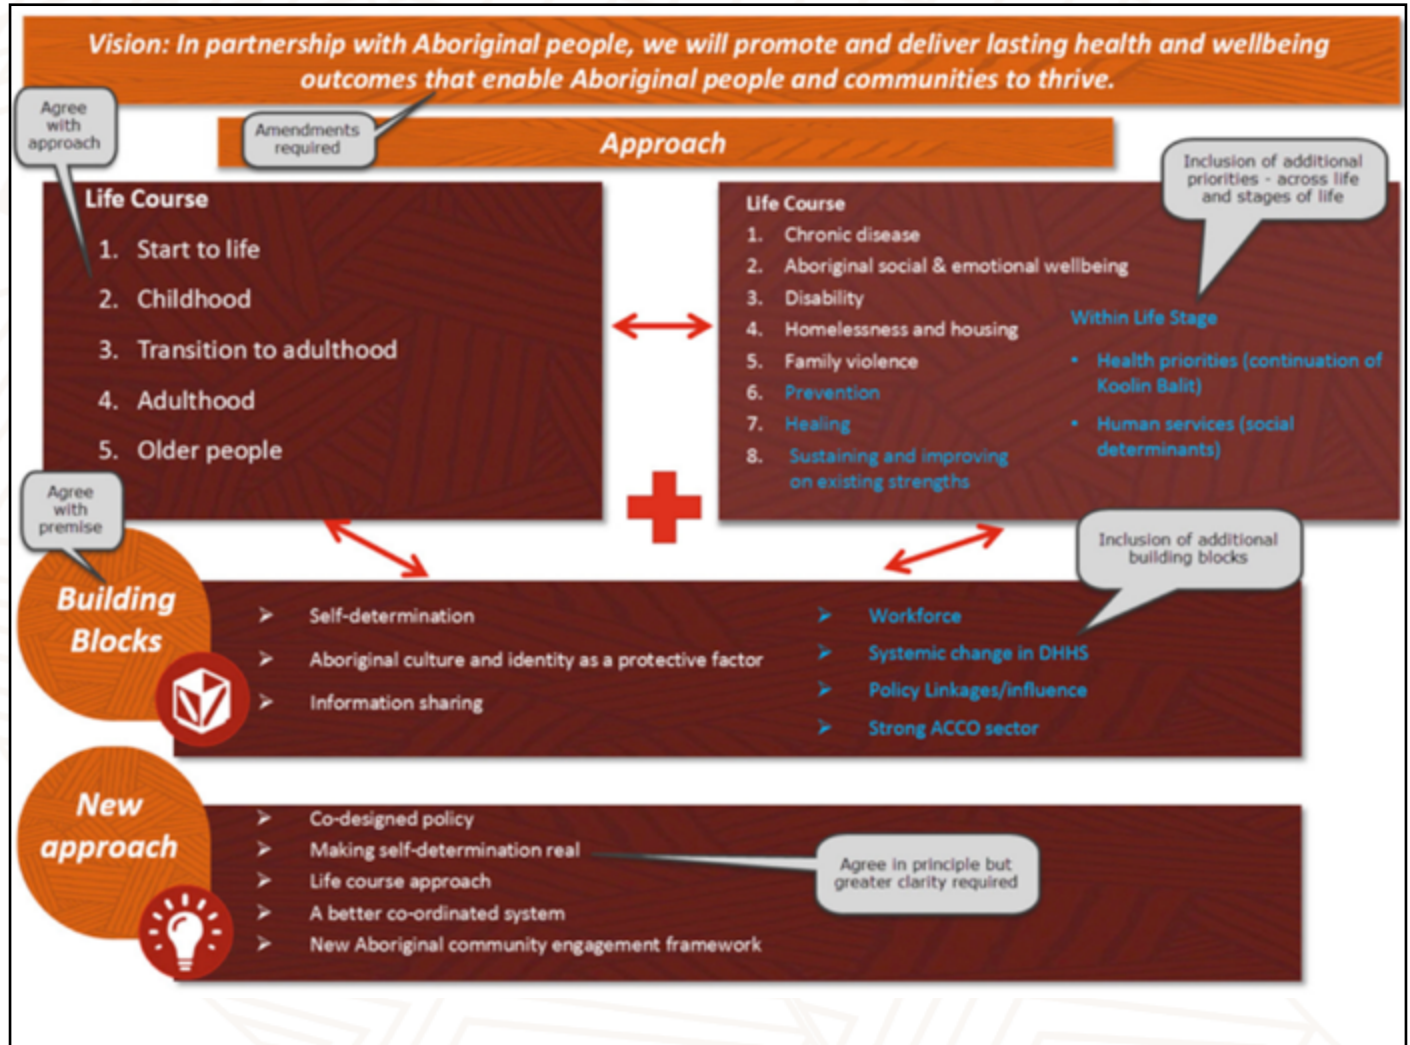 Vision: In partnership with Aboriginal people, we will promote and deliver lasting health and wellbeing
outcomes that enable Aboriginal people and communities to thrive.
Agree
with
approach
Amendments
required
Approach
Inclusion of additional
priorities - across life
and stages of life
Life Course
1. Start to life
2. Childhood
3. Transition to adulthood
4. Adulthood
5. Older people
Life Course
1. Chronic disease
2. Aboriginal social & emotional wellbeing
3. Disability
4. Homelessness and housing
5. Family violence
6. Prevention
7. Healing
8. Sustaining and improving
on existing strengths
Within Life Stage
• Health priorities (continuation of
Koolin Balit)
• Human services (social
determinants)
Agree
with
premise
Inclusion of additional
building blocks
Building
Blocks
➢ Self-determination
➢ Aboriginal culture and identity as a protective factor
➢ Information sharing
➢ Workforce
➢ Systemic change in DHHS
➢ Policy Linkages/influence
➢ Strong ACCO sector
New
approach
➢ Co-designed policy
➢ Making self-determination real
➢ Life course approach
➢ A better co-ordinated system
➢ New Aboriginal community engagement framework
Agree in principle but
greater clarity required